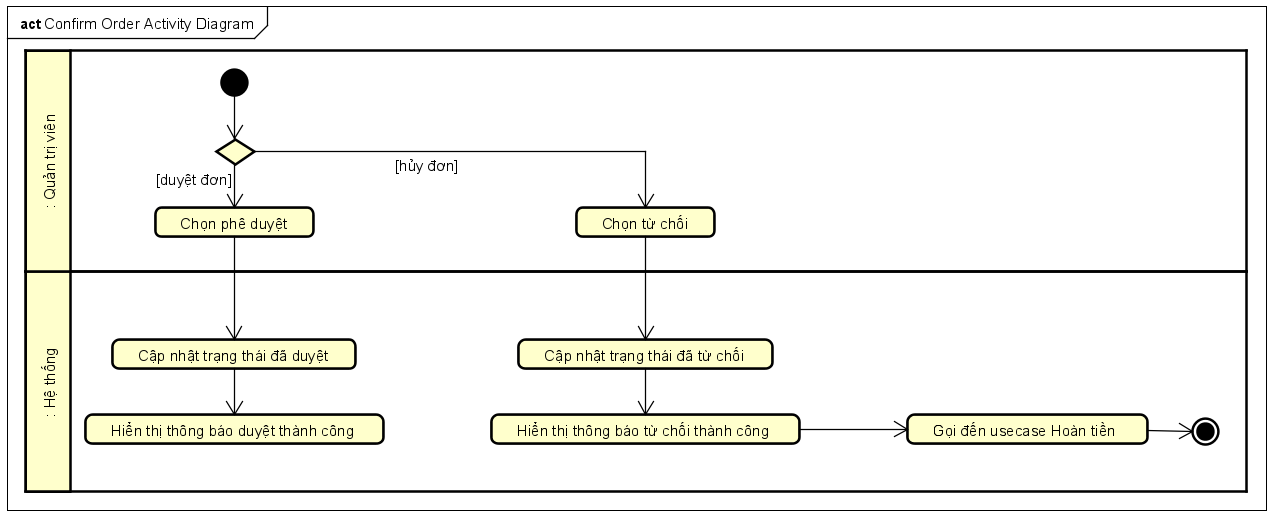 act Confirm Order Activity Diagram
: Quản trị viên
[duyệt đơn]
[hủy đơn]
Chọn phê duyệt
Chọn từ chối
: Hệ thống
Cập nhật trạng thái đã duyệt
Cập nhật trạng thái đã từ chối
Hiển thị thông báo duyệt thành công
Hiển thị thông báo từ chối thành công
Gọi đến usecase Hoàn tiền